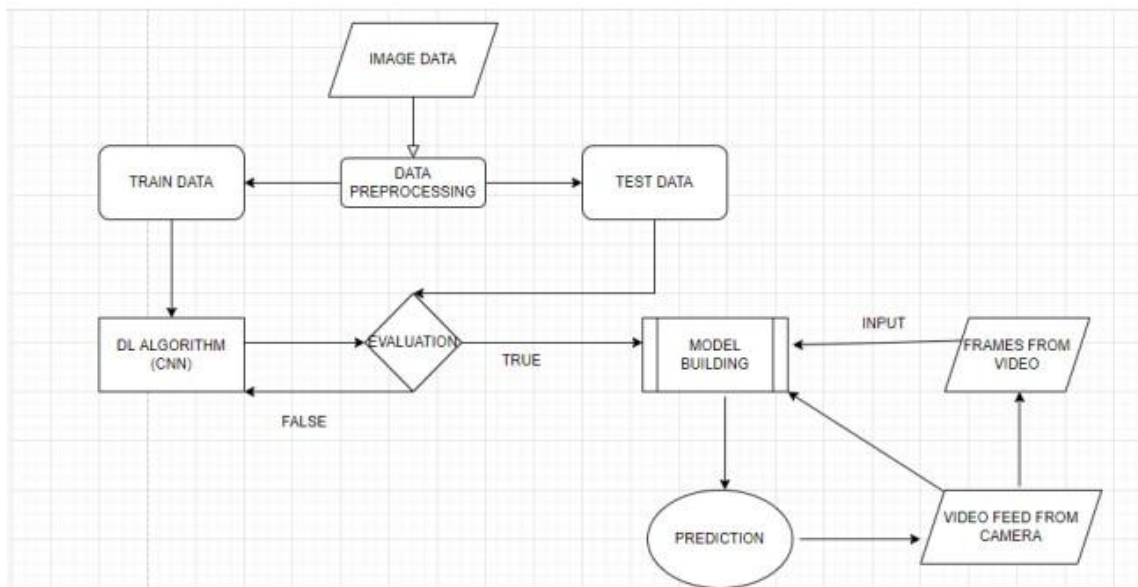 IMAGE DATA
TRAIN DATA
DATA
PREPROCESSING
TEST DATA
DL ALGORITHM
(CNN)
EVALUATION
TRUE
FALSE
MODEL
BUILDING
INPUT
FRAMES FROM
VIDEO
PREDICTION
VIDEO FEED FROM
CAMERA